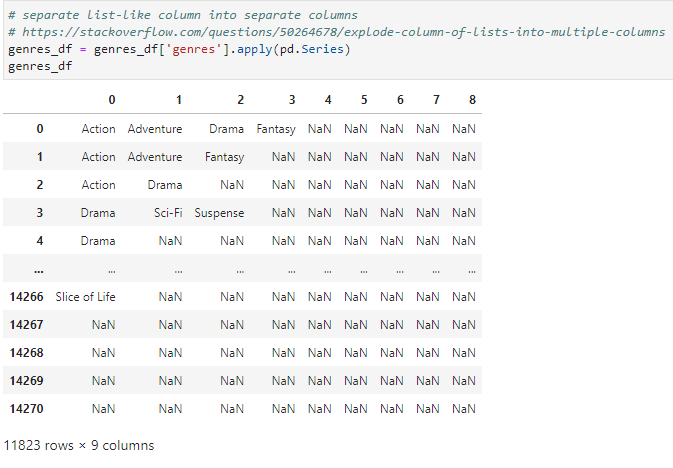 # separate list-like column into separate columns
# https://stackoverflow.com/questions/50264678/explode-column-of-lists-into-multiple-columns
genres_df = genres_df['genres'].apply(pd.Series)
genres_df
0 1 2 3 4 5 6 7 8
0 Action Adventure Drama Fantasy NaN NaN NaN NaN NaN
1 Action Adventure Fantasy NaN NaN NaN NaN NaN NaN
2 Action Drama NaN NaN NaN NaN NaN NaN NaN
3 Drama Sci-Fi Suspense NaN NaN NaN NaN NaN NaN
4 Drama NaN NaN NaN NaN NaN NaN NaN NaN
... ... ... ... ... ... ... ... ... ...
14266 Slice of Life NaN NaN NaN NaN NaN NaN NaN NaN
14267 NaN NaN NaN NaN NaN NaN NaN NaN NaN
14268 NaN NaN NaN NaN NaN NaN NaN NaN NaN
14269 NaN NaN NaN NaN NaN NaN NaN NaN NaN
14270 NaN NaN NaN NaN NaN NaN NaN NaN NaN
11823 rows × 9 columns